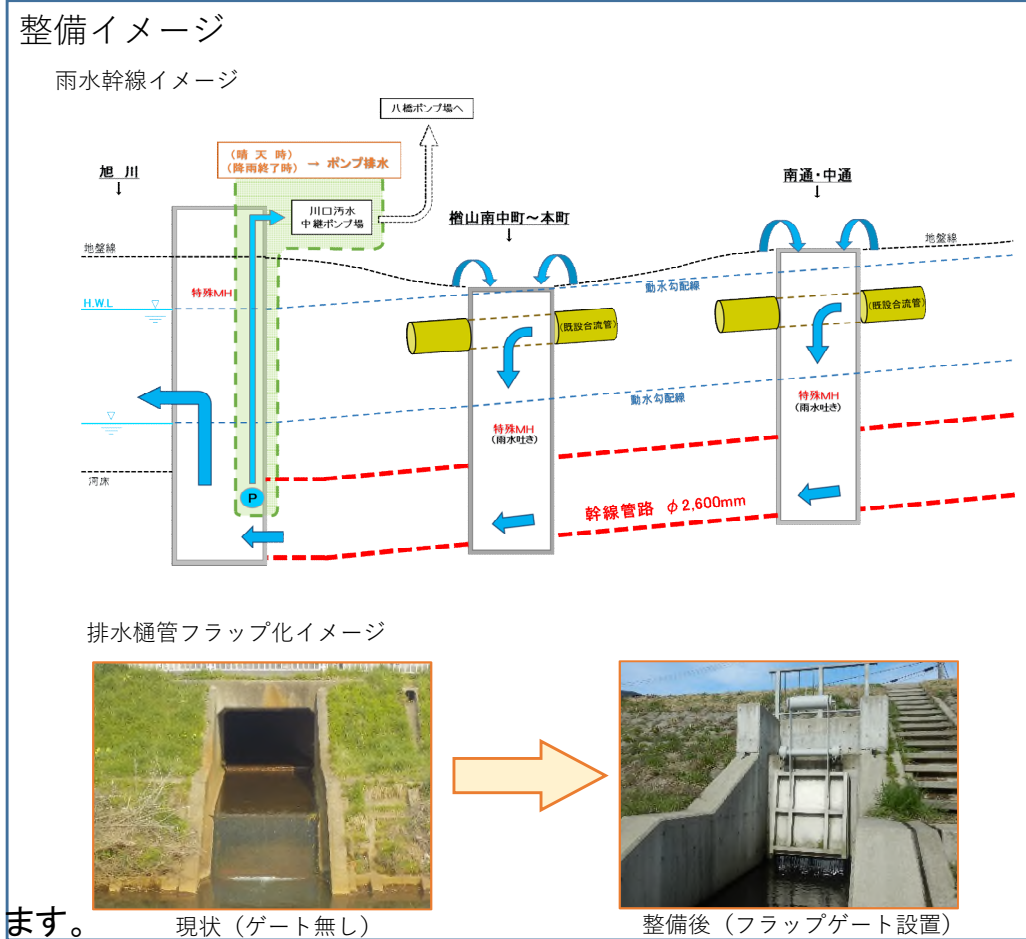 整備イメージ
雨水幹線イメージ
八橋ポンプ場へ
(晴天時)
(降雨終了時) → ポンプ排水
旭川
↓
川口汚水
中継ポンプ場
楢山南中町～本町
↓
南通・中通
↓
地盤線
地盤線
特殊MH
H.W.L
動水勾配線
(既設合流管)
(既設合流管)
動水勾配線
特殊MH
(雨水吐き)
特殊MH
(雨水吐き)
河床
P
幹線管路 φ2,600mm
排水樋管フラップ化イメージ
現状（ゲート無し）
整備後（フラップゲート設置）
ます。